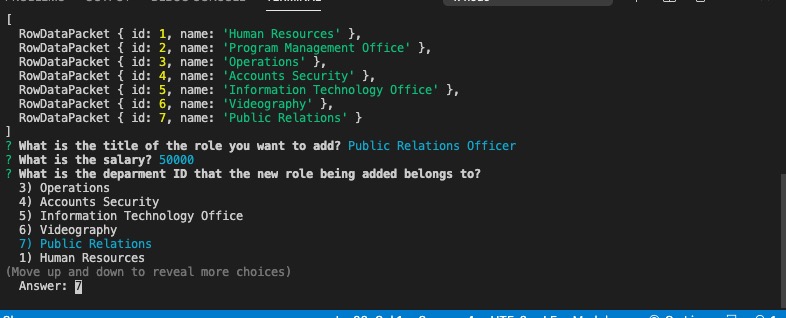 TERMINAL
[
RowDataPacket { id: 1, name: 'Human Resources' },
RowDataPacket { id: 2, name: 'Program Management Office' },
RowDataPacket { id: 3, name: 'Operations' },
RowDataPacket { id: 4, name: 'Accounts Security' },
RowDataPacket { id: 5, name: 'Information Technology Office' },
RowDataPacket { id: 6, name: 'Videography' },
RowDataPacket { id: 7, name: 'Public Relations' }
]
? What is the title of the role you want to add? Public Relations Officer
? What is the salary? 50000
? What is the deparment ID that the new role being added belongs to?
3) Operations
4) Accounts Security
5) Information Technology Office
6) Videography
7) Public Relations
1) Human Resources
(Move up and down to reveal more choices)
Answer: 7